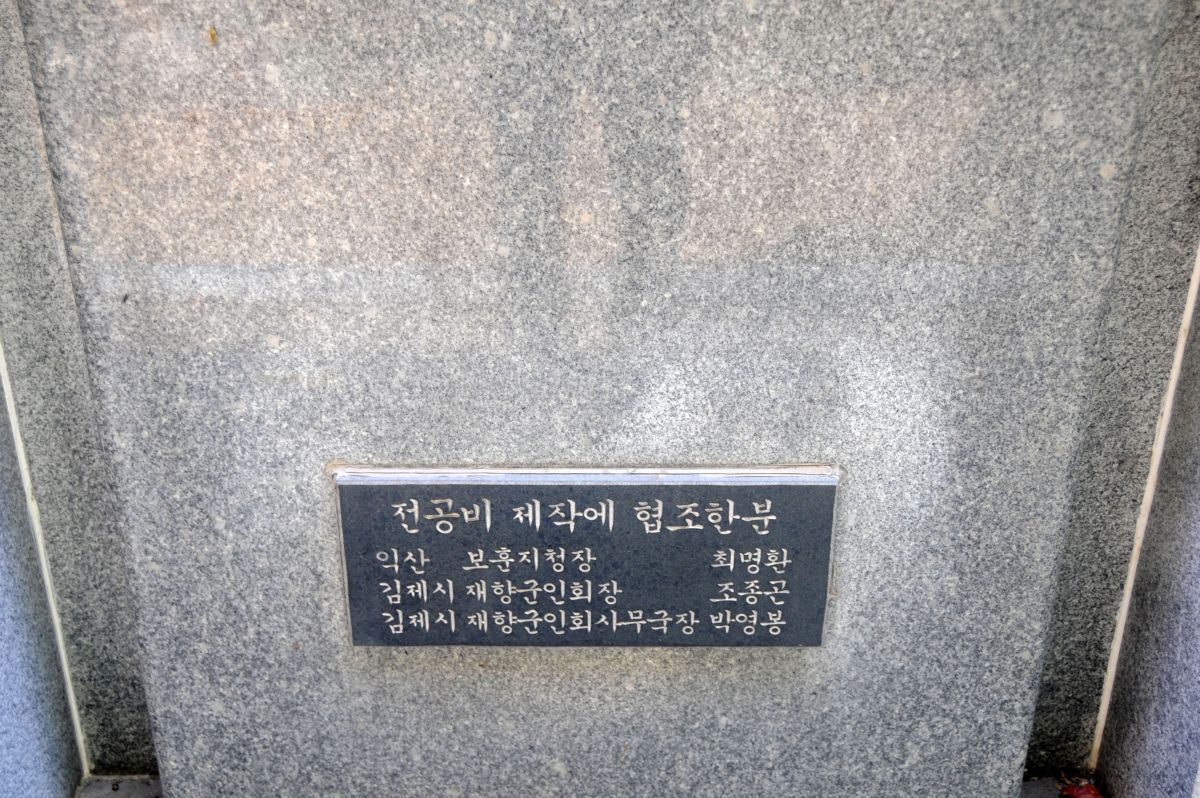 전공비 제작에 협조한분
익산 보훈지청장 최명환
김제시 재향군인회장 조종곤
김제시 재향군인회사무국장 박영봉